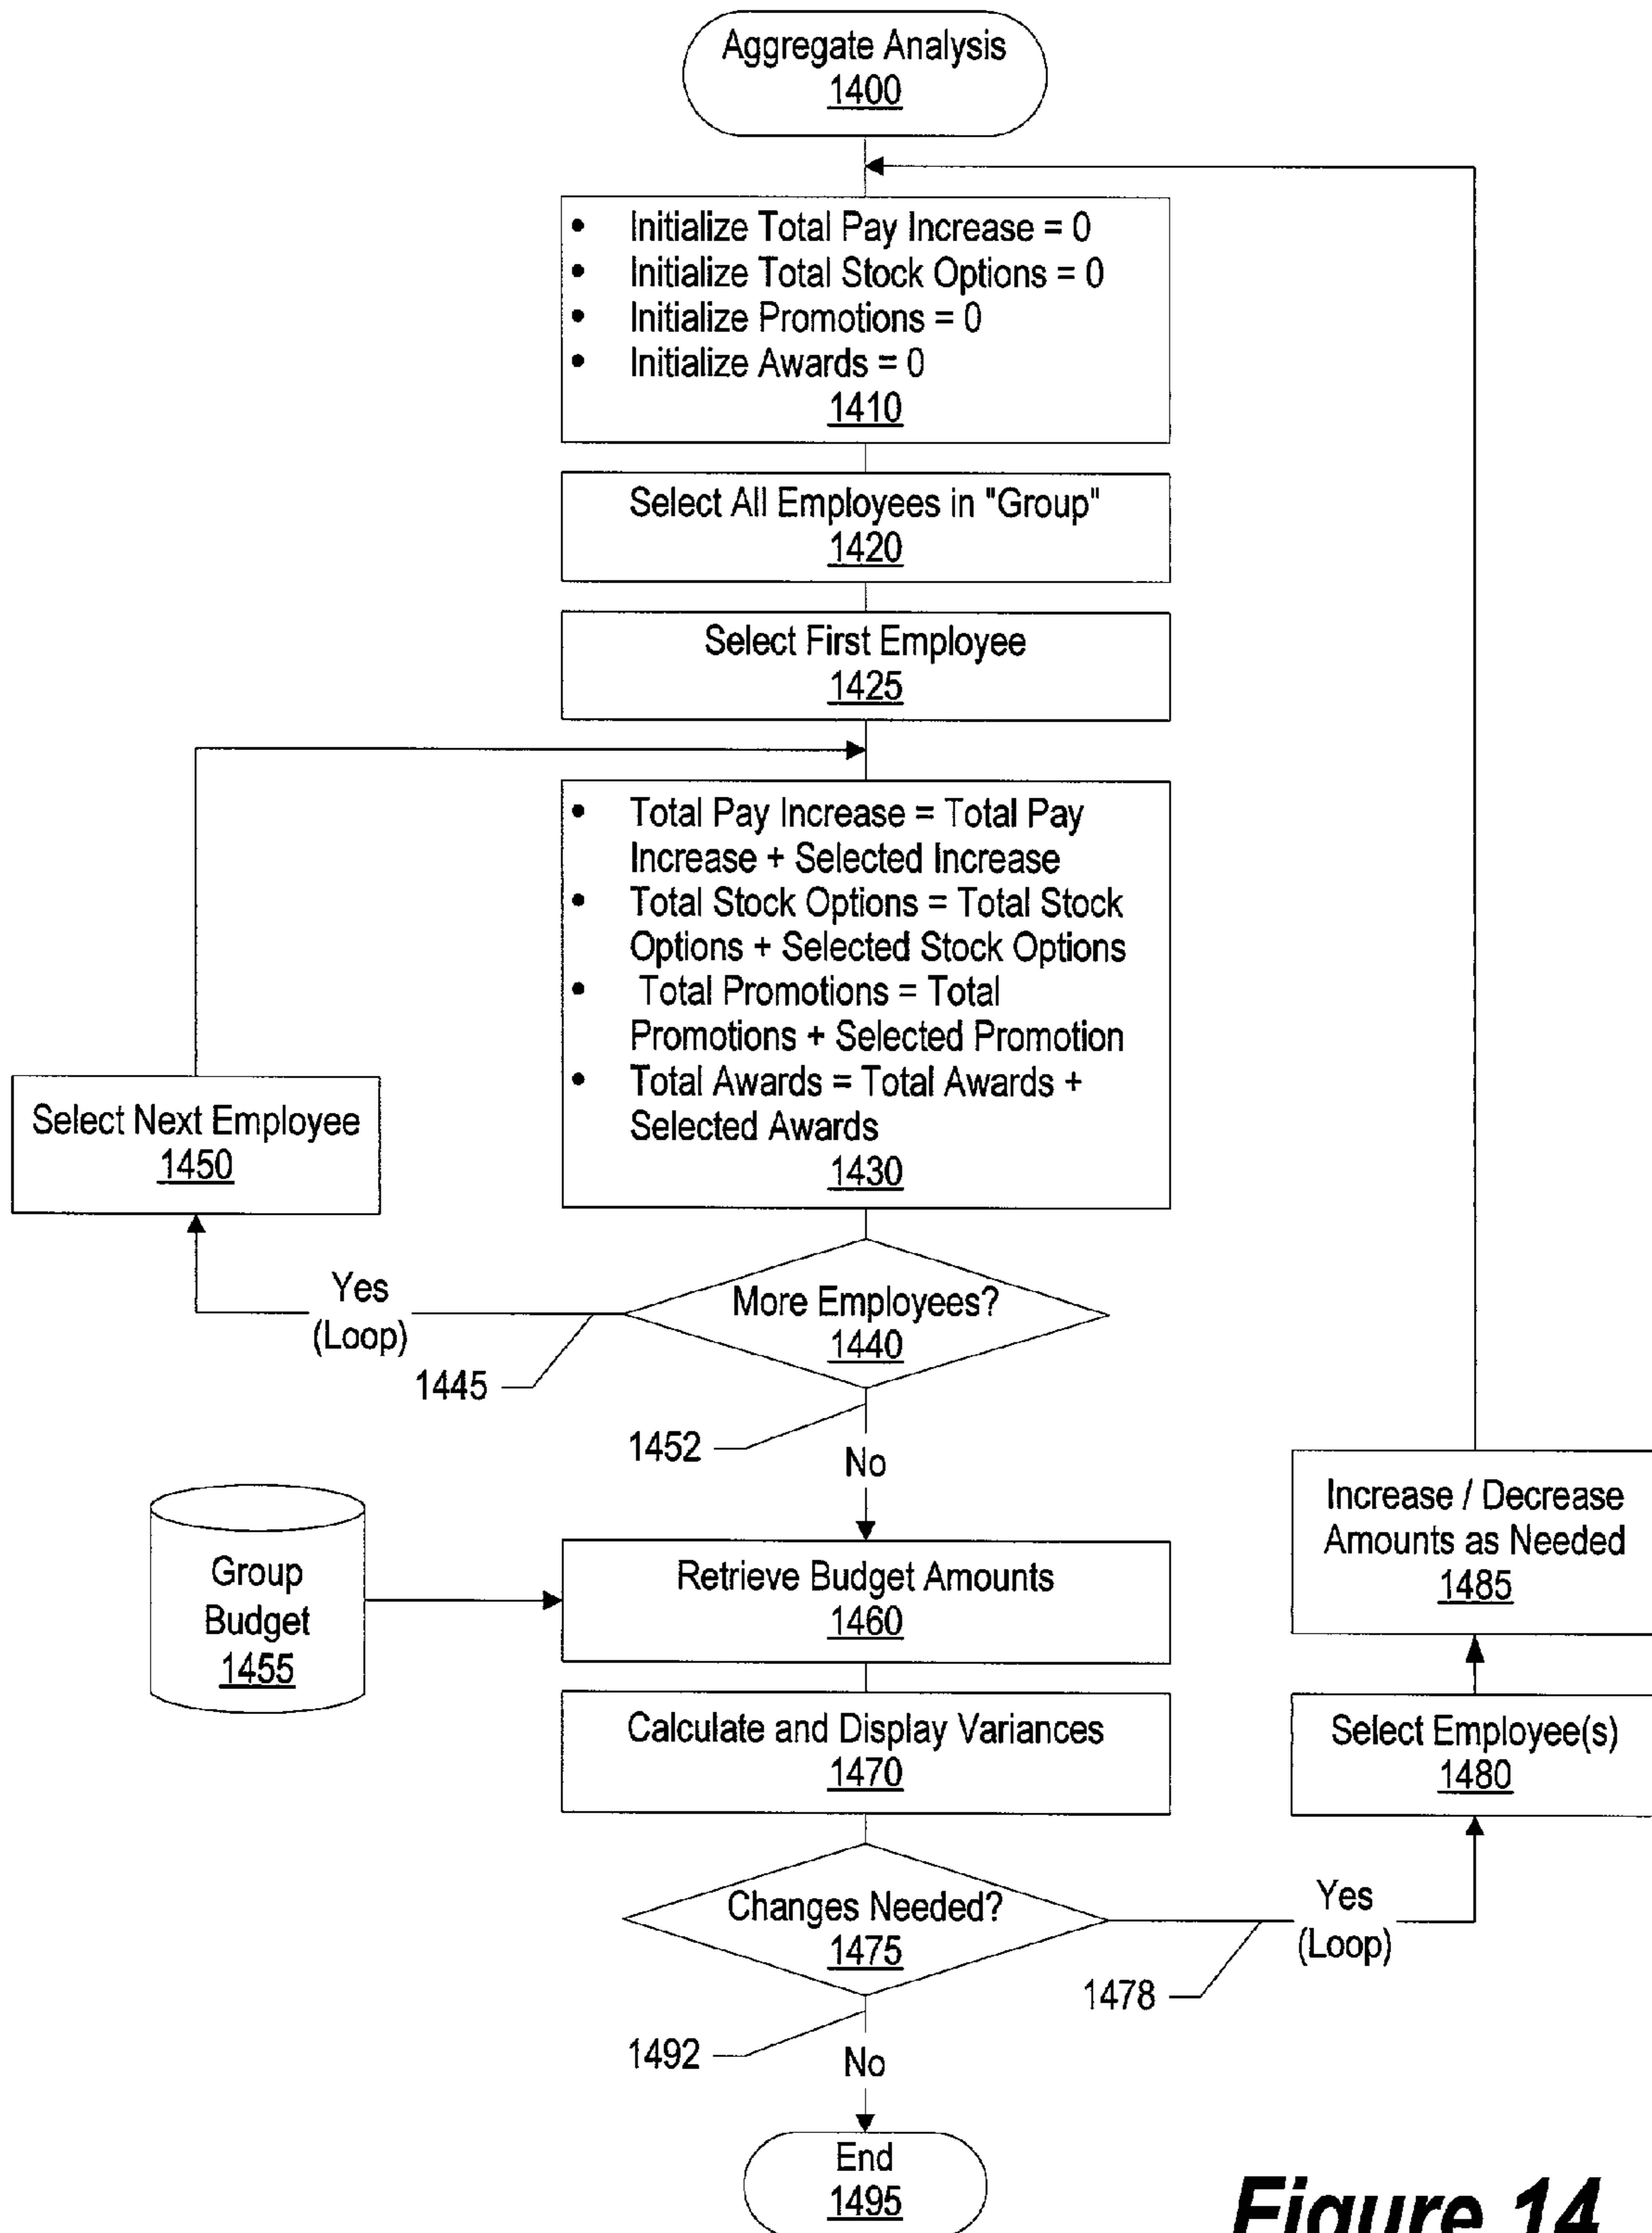 Aggregate Analysis
1400
• Initialize Total Pay Increase = 0
• Initialize Total Stock Options = 0
• Initialize Promotions = 0
• Initialize Awards = 0
1410
Select All Employees in "Group"
1420
Select First Employee
1425
• Total Pay Increase = Total Pay
Increase + Selected Increase
• Total Stock Options = Total Stock
Options + Selected Stock Options
• Total Promotions = Total
Promotions + Selected Promotion
• Total Awards = Total Awards +
Selected Awards
1430
Select Next Employee
1450
More Employees?
1440
Yes
(Loop)
1445
1452
No
Group
Budget
1455
Retrieve Budget Amounts
1460
Calculate and Display Variances
1470
Increase / Decrease
Amounts as Needed
1485
Select Employee(s)
1480
Changes Needed?
1475
Yes
(Loop)
1478
1492
No
End
1495
Figure 14